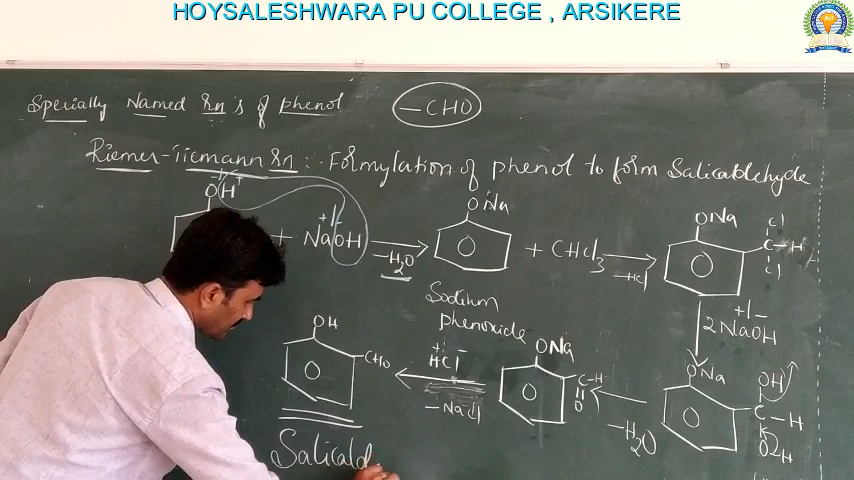 HOYSALESHWARA PU COLLEGE , ARSIKERE
Specially Named Rn's of phenol
—CHO
Riemer-Tiemann Rn :- Formylation of phenol to form Salicaldehyde
OH
+ NaOH
-H2O
ONa
+ CHCl3
-HCl
ONa
Cl
C-H
Cl
Sodium
phenoxide
2NaOH
OH
CHO
HCl
-NaCl
ONa
C-H
O
-H2O
ONa
OH
C-H
OH
Salicald